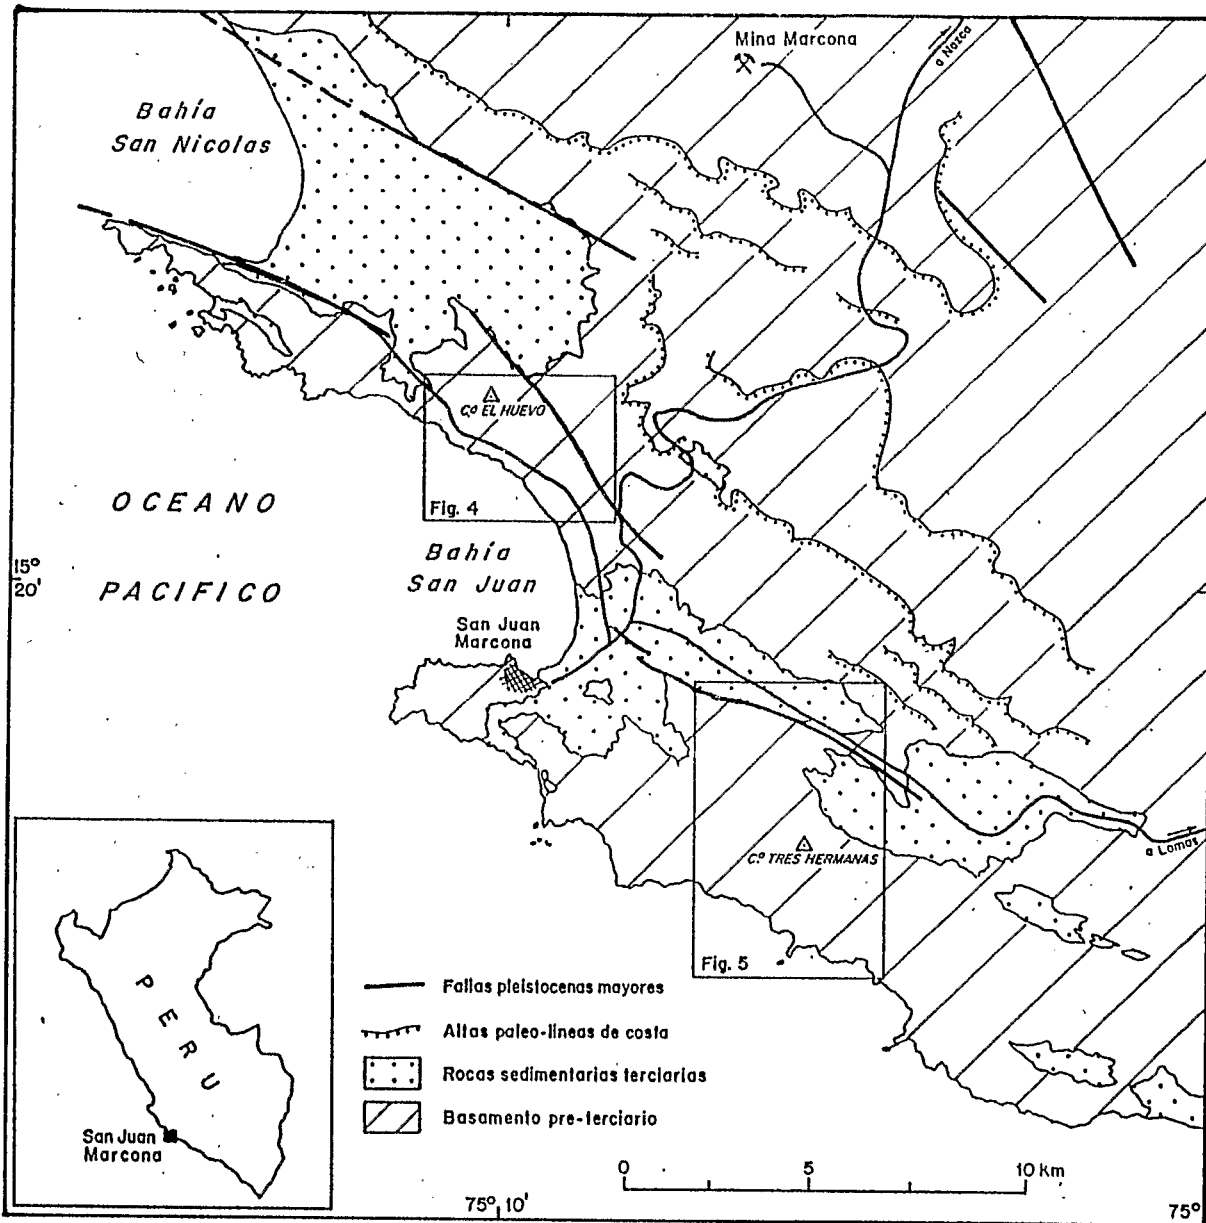 Mina Marcona
a Nazca
Bahía
San Nicolas
Cº EL HUEVO
Fig. 4
OCEANO
PACIFICO
Bahía
San Juan
15°
20'
San Juan
Marcona
a Lomas
Cº TRES HERMANAS
Fig. 5
PERU
San Juan
Marcona
Fallas pleistocenas mayores
Altas paleo-lineas de costa
Rocas sedimentarias terciarias
Basamento pre-terciario
0 5 10 km
75° 10'
75°